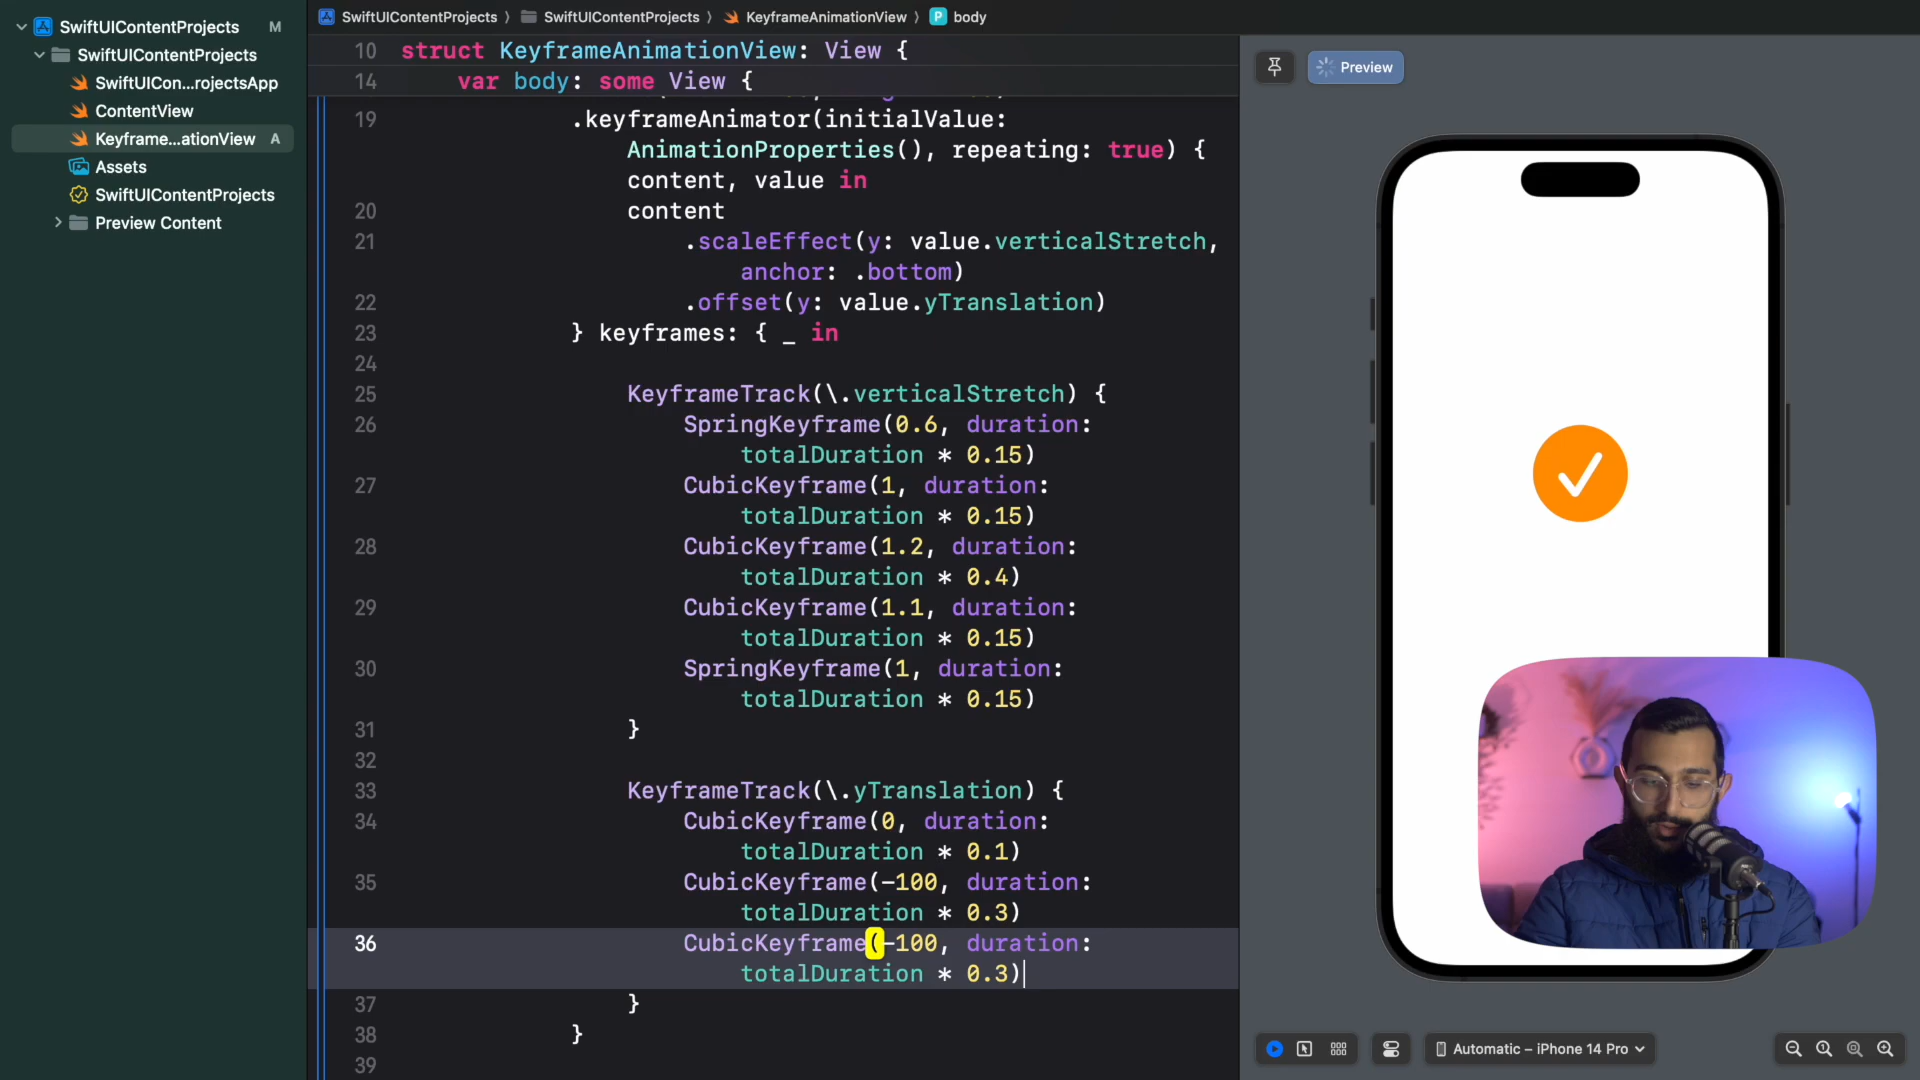 SwiftUIContentProjects M
SwiftUIContentProjects
SwiftUICon...rojectsApp
ContentView
Keyframe...ationView A
Assets
SwiftUIContentProjects
Preview Content
SwiftUIContentProjects 〉 SwiftUIContentProjects 〉 KeyframeAnimationView 〉 P body
10 struct KeyframeAnimationView: View {
14 var body: some View {
19 .keyframeAnimator(initialValue:
AnimationProperties(), repeating: true) {
content, value in
20 content
21 .scaleEffect(y: value.verticalStretch,
anchor: .bottom)
22 .offset(y: value.yTranslation)
23 } keyframes: { _ in
24
25 KeyframeTrack(\.verticalStretch) {
26 SpringKeyframe(0.6, duration:
totalDuration * 0.15)
27 CubicKeyframe(1, duration:
totalDuration * 0.15)
28 CubicKeyframe(1.2, duration:
totalDuration * 0.4)
29 CubicKeyframe(1.1, duration:
totalDuration * 0.15)
30 SpringKeyframe(1, duration:
totalDuration * 0.15)
31 }
32
33 KeyframeTrack(\.yTranslation) {
34 CubicKeyframe(0, duration:
totalDuration * 0.1)
35 CubicKeyframe(-100, duration:
totalDuration * 0.3)
36 CubicKeyframe(-100, duration:
totalDuration * 0.3)
37 }
38 }
39
Preview
Automatic – iPhone 14 Pro